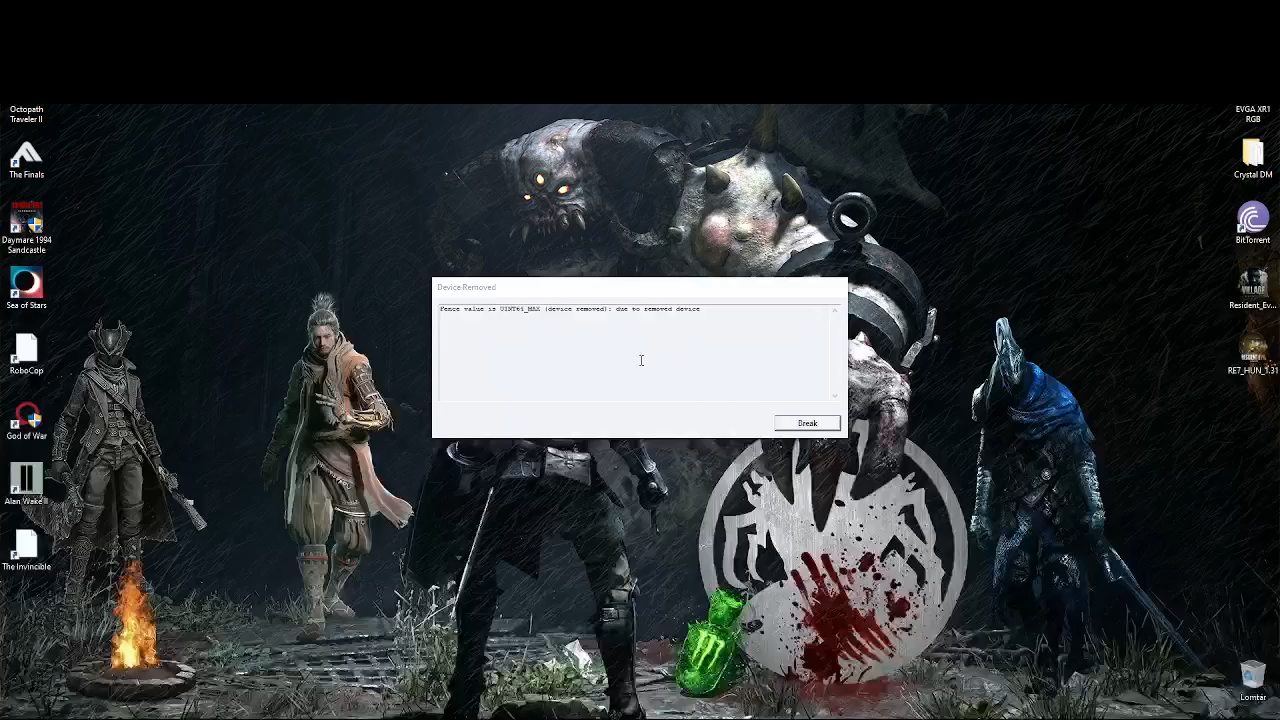 Octopath
Traveler II
The Finals
Daymare 1994
Sandcastle
Sea of Stars
RoboCop
God of War
Alan Wake II
The Invincible
Device Removed
Fence value is UINT64_MAX (device removed): due to removed device
Break
EVGA XR1
RGB
Crystal DM
BitTorrent
Resident_Ev...
RE7_HUN_1.31
Lomtár